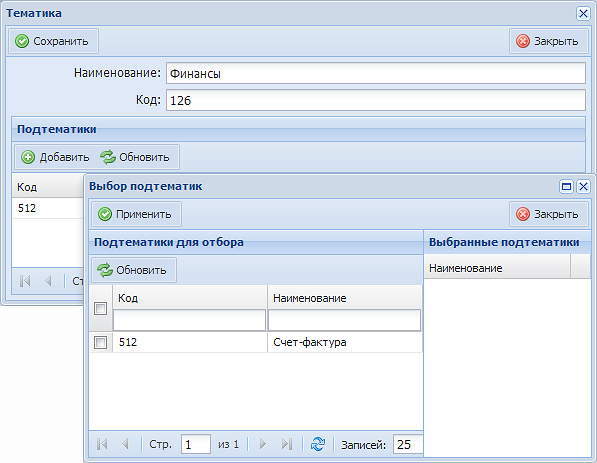 Тематика
Сохранить Закрыть
Наименование: Финансы
Код: 126
Подтематики
Добавить Обновить
Код
512
Ст
Выбор подтематик
Применить Закрыть
Подтематики для отбора
Обновить
Код Наименование
512 Счет-фактура
Стр. 1 из 1 Записей: 25
Выбранные подтематики
Наименование